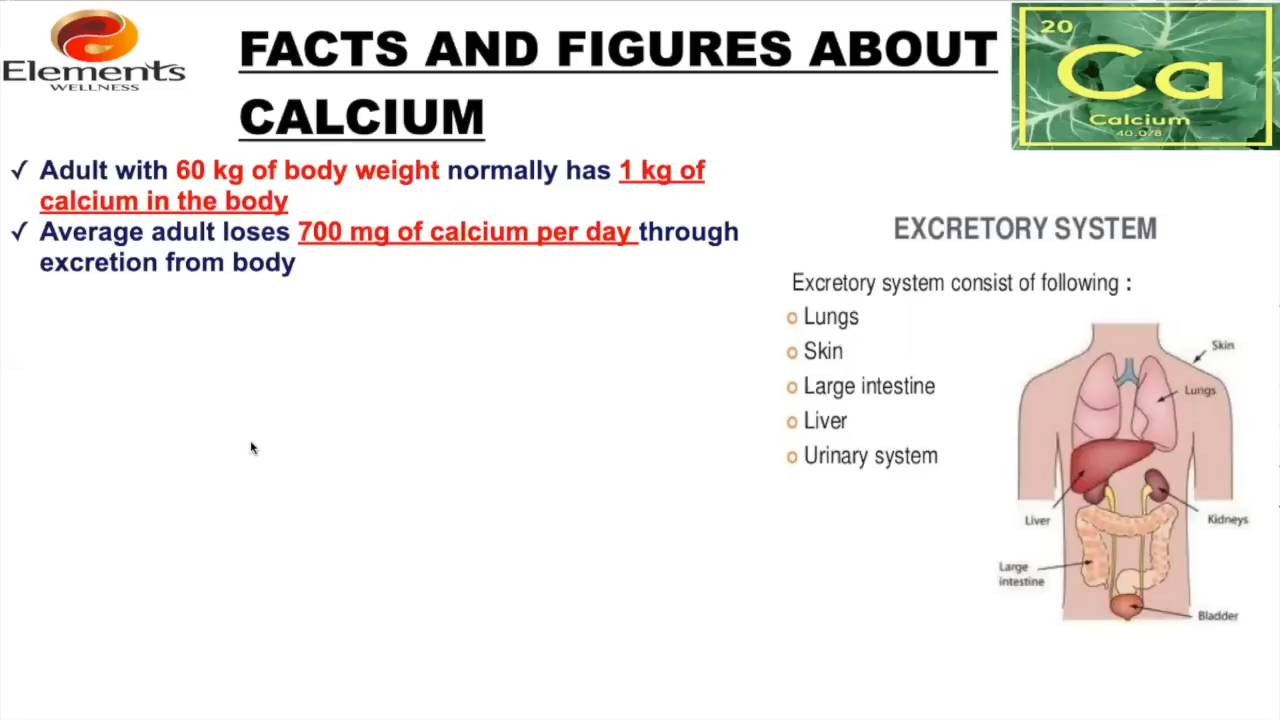 Elements
WELLNESS
FACTS AND FIGURES ABOUT
CALCIUM
20
Ca
Calcium
40.078
✓ Adult with 60 kg of body weight normally has 1 kg of
calcium in the body
✓ Average adult loses 700 mg of calcium per day through
excretion from body
EXCRETORY SYSTEM
Excretory system consist of following :
Lungs
Skin
Large intestine
Liver
Urinary system
Skin
Lungs
Liver
Kidneys
Large
intestine
Bladder